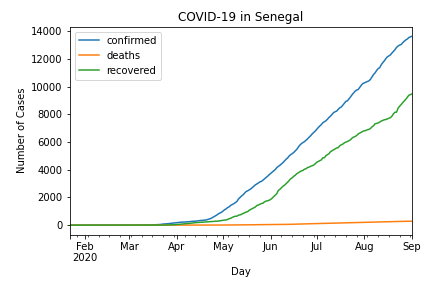 COVID-19 in Senegal
confirmed
deaths
recovered
Number of Cases
14000
12000
10000
8000
6000
4000
2000
0
Feb Mar Apr May Jun Jul Aug Sep
2020
Day